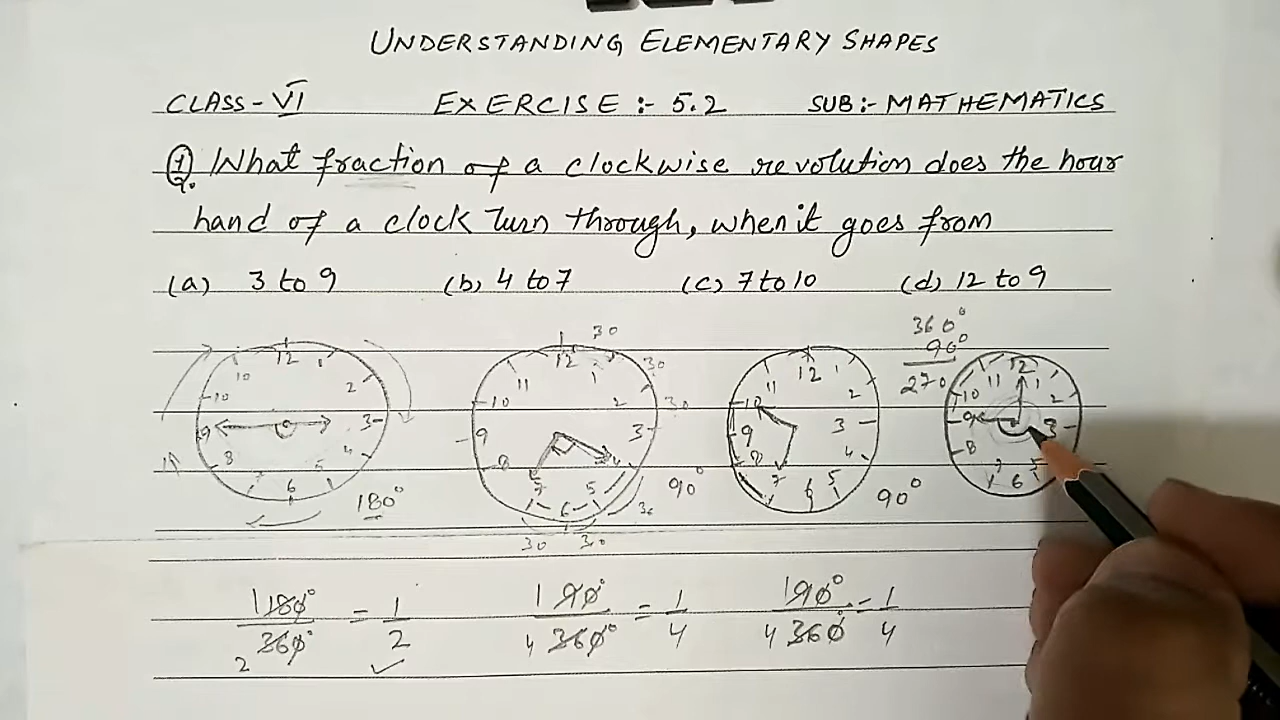 UNDERSTANDING ELEMENTARY SHAPES
CLASS-VI EXERCISE :- 5.2 SUB:- MATHEMATICS
Q1. What fraction of a clockwise revolution does the hour
hand of a clock turn through, when it goes from
(a) 3 to 9 (b) 4 to 7 (c) 7 to 10 (d) 12 to 9
30 360°
90°
270
12 1 2 3 4 5 6 8 9 10 10
12 1 2 3 4 5 6 7 8 9 10 11 30 30
12 1 2 3 4 5 6 7 8 9 10 11
12 1 2 3 5 6 7 8 9 10 11
180° 90° 90°
30 30 30
1 180°/360° 2 = 1/2 1 90°/360° 4 = 1/4 1 90°/360° 4 = 1/4